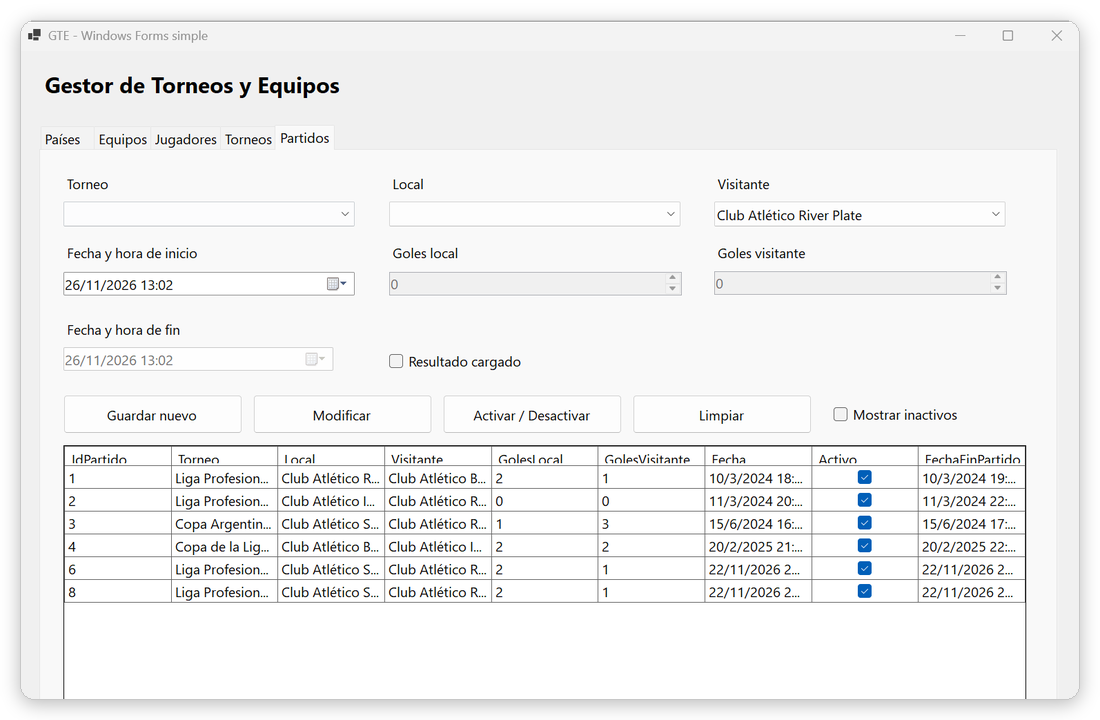 GTE - Windows Forms simple
Gestor de Torneos y Equipos
Países Equipos Jugadores Torneos Partidos
Torneo Local Visitante
Club Atlético River Plate
Fecha y hora de inicio Goles local Goles visitante
26/11/2026 13:02 0 0
Fecha y hora de fin
26/11/2026 13:02 Resultado cargado
Guardar nuevo Modificar Activar / Desactivar Limpiar Mostrar inactivos
IdPartido Torneo Local Visitante GolesLocal GolesVisitante Fecha Activo FechaFinPartido
1 Liga Profesion... Club Atlético R... Club Atlético B... 2 1 10/3/2024 18:... 10/3/2024 19:...
2 Liga Profesion... Club Atlético I... Club Atlético R... 0 0 11/3/2024 20:... 11/3/2024 22:...
3 Copa Argentin... Club Atlético S... Club Atlético R... 1 3 15/6/2024 16:... 15/6/2024 17:...
4 Copa de la Lig... Club Atlético B... Club Atlético I... 2 2 20/2/2025 21:... 20/2/2025 22:...
6 Liga Profesion... Club Atlético S... Club Atlético R... 2 1 22/11/2026 2... 22/11/2026 2...
8 Liga Profesion... Club Atlético S... Club Atlético R... 2 1 22/11/2026 2... 22/11/2026 2...